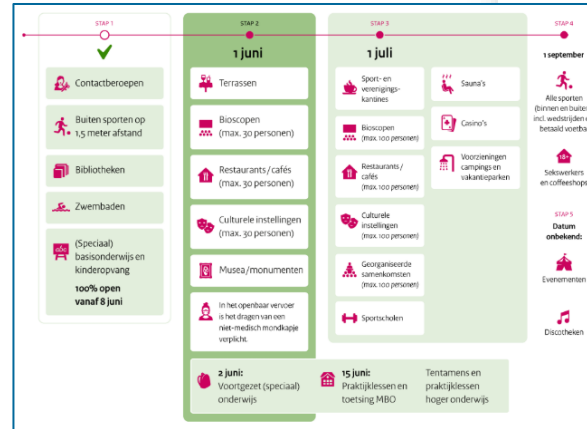 STAP 1
Contactberoepen
Buiten sporten op
1,5 meter afstand
Bibliotheken
Zwembaden
abc
(Speciaal)
basisonderwijs en
kinderopvang
100% open
vanaf 8 juni
STAP 2
1 juni
Terrassen
Bioscopen
(max. 30 personen)
Restaurants/cafés
(max. 30 personen)
Culturele instellingen
(max. 30 personen)
Musea/monumenten
In het openbaar vervoer
is het dragen van een
niet-medisch mondkapje
verplicht.
STAP 3
1 juli
Sport- en
verenigings-
kantines
Bioscopen
(max. 100 personen)
Restaurants/
cafés
(max. 100 personen)
Culturele
instellingen
(max. 100 personen)
Georganiseerde
samenkomsten
(max. 100 personen)
Sportscholen
Sauna's
Casino's
Voorzieningen
campings en
vakantieparken
2 juni:
Voortgezet (speciaal)
onderwijs
15 juni:
Praktijklessen en
toetsing MBO
Tentamens en
praktijklessen
hoger onderwijs
STAP 4
1 september
Alle sporten
(binnen en buiten
incl. wedstrijden e
betaald voetba
18+
Sekswerkers
en coffeeshops
STAP 5
Datum
onbekend:
Evenementen
Discotheken